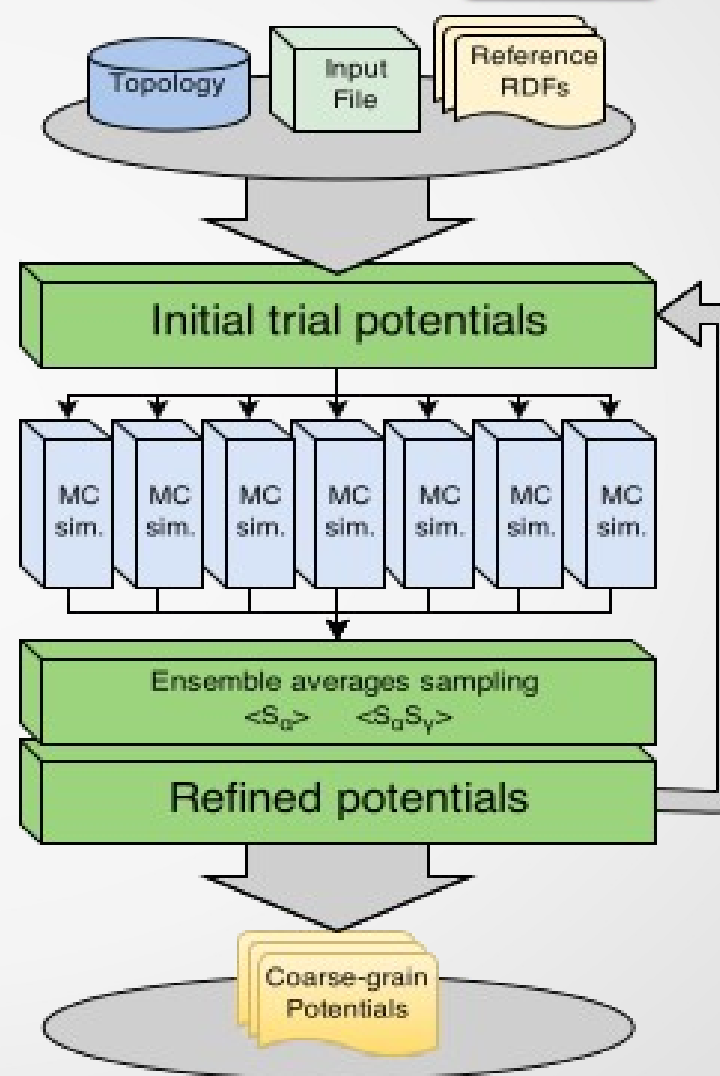 Topology
Input
File
Reference
RDFs
Initial trial potentials
MC
sim.
MC
sim.
MC
sim.
MC
sim.
MC
sim.
MC
sim.
MC
sim.
Ensemble averages sampling
<Sα> <SαSγ>
Refined potentials
Coarse-grain
Potentials